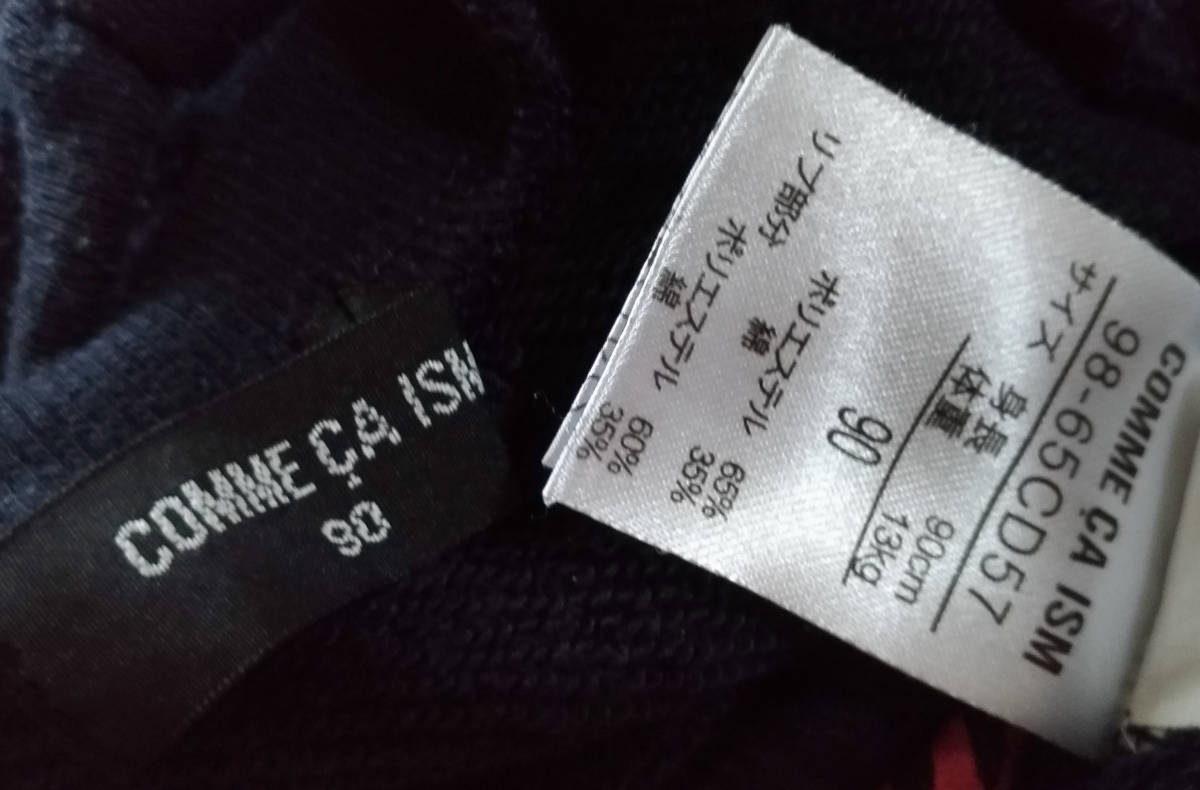 COMME ÇA ISM
90
COMME ÇA ISM
98-65CD57
サイズ
身長 90cm
体重 13kg
90
ポリエステル 65%
綿 35%
リブ部分
ポリエステル 60%
綿 35%